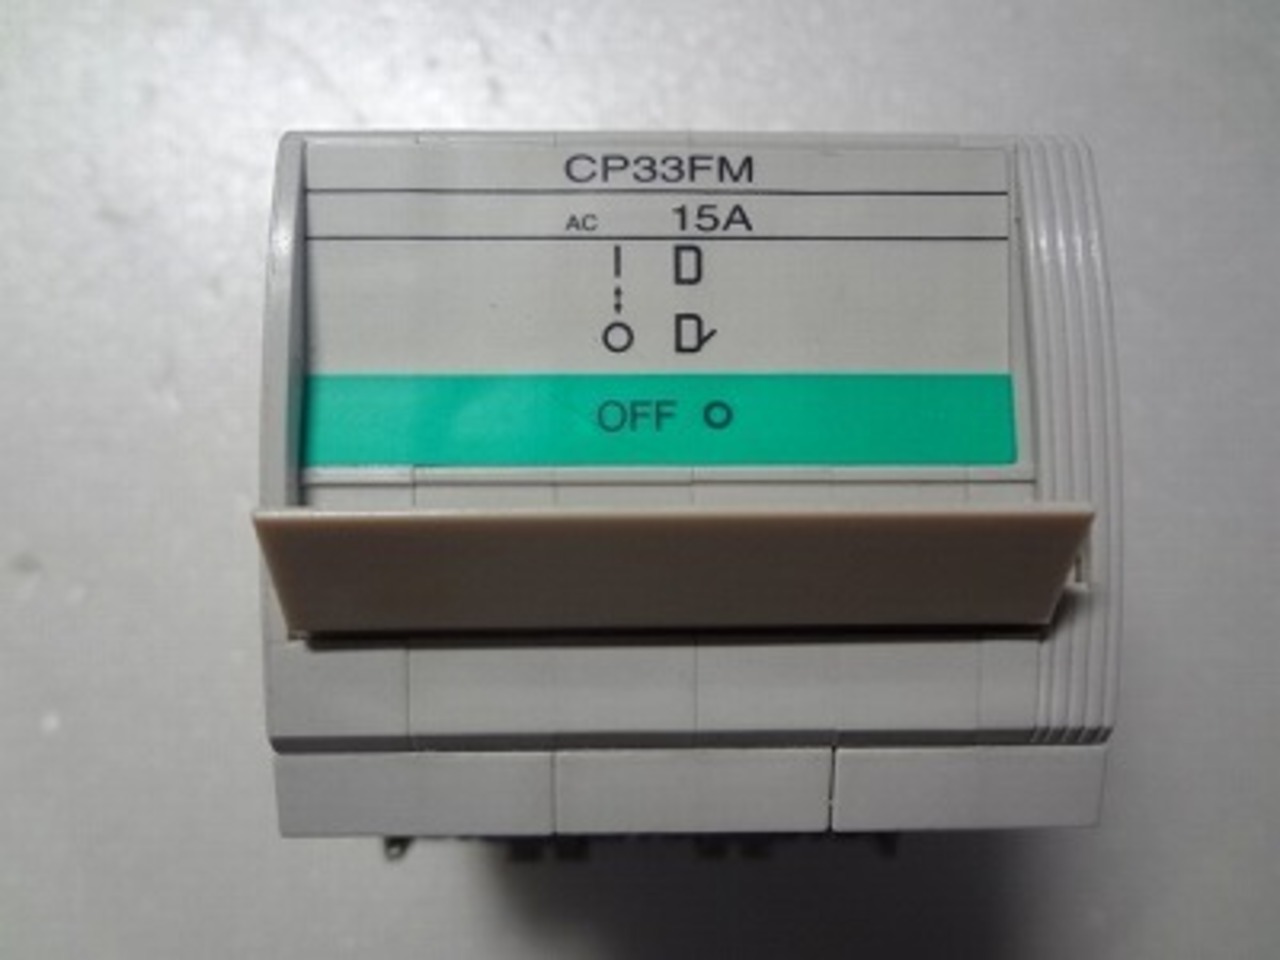 CP33FM
AC 15A
I D
O D
OFF O